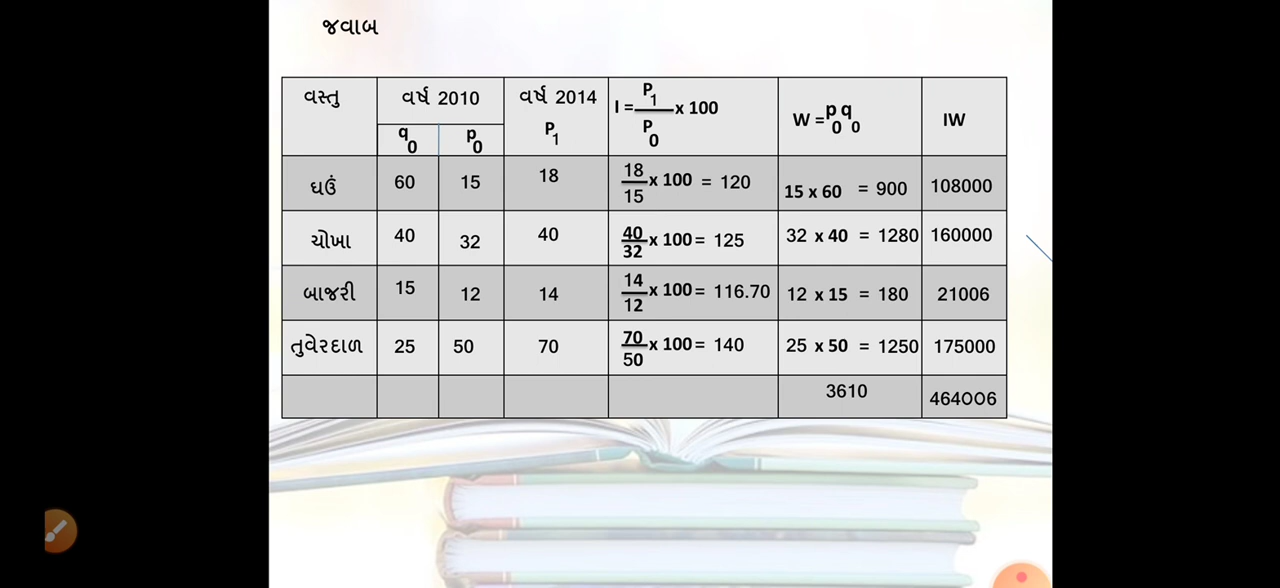 જવાબ
વસ્તુ વર્ષ 2010 વર્ષ 2014 I = P1/P0 x 100 W = p0 q0 IW
q0 p0 P1
ઘઉં 60 15 18 18/15 x 100 = 120 15 x 60 = 900 108000
ચોખા 40 32 40 40/32 x 100 = 125 32 x 40 = 1280 160000
બાજરી 15 12 14 14/12 x 100 = 116.70 12 x 15 = 180 21006
તુવેરદાળ 25 50 70 70/50 x 100 = 140 25 x 50 = 1250 175000
3610 464006